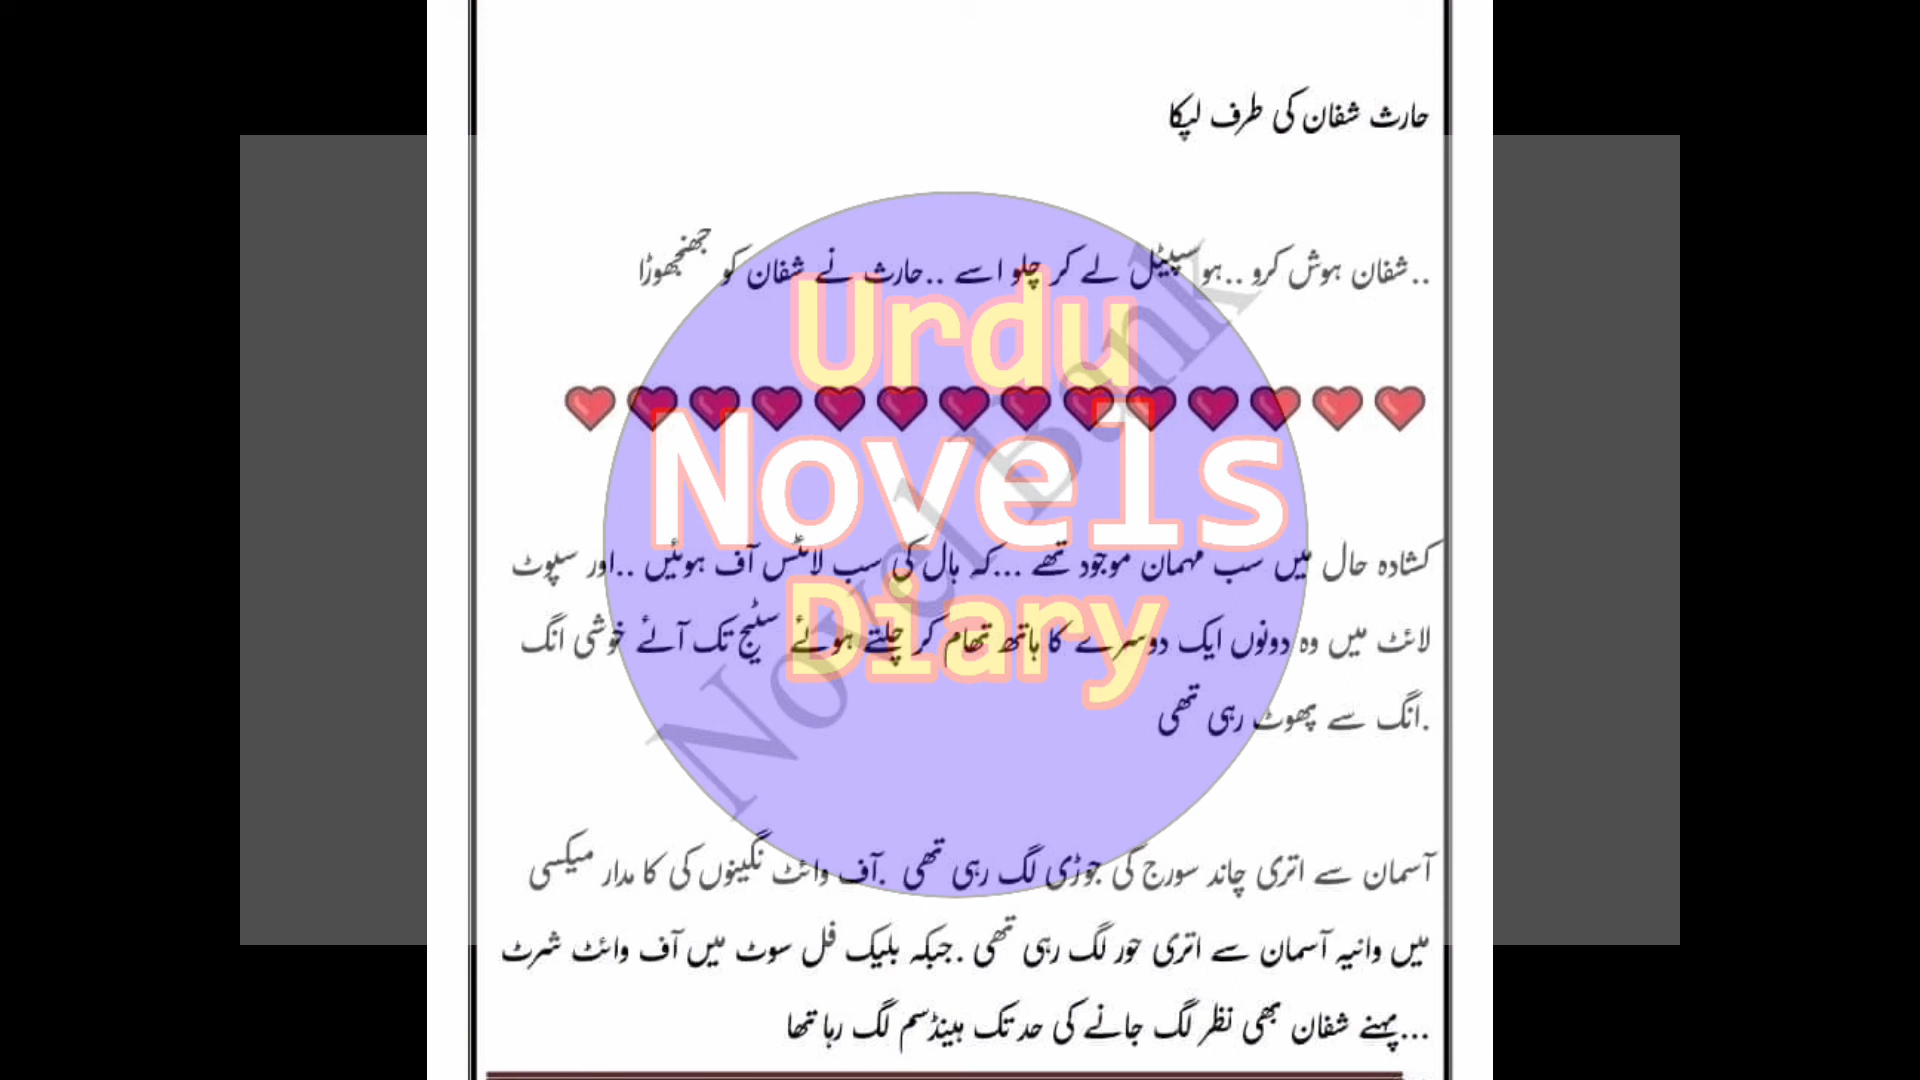 حارث شفان کی طرف لپکا
..شفان ہوش کرو ..ہوسپیٹل لے کر چلو اسے ..حارث نے شفان کو جھنجھوڑا
❤❤❤❤❤❤❤❤❤❤❤❤❤❤
Urdu
Novels
Diary
Novel Bank
کشادہ حال میں سب مہمان موجود تھے ...کہ ہال کی سب لائٹس آف ہوئیں ..اور سپوٹ
لائٹ میں وہ دونوں ایک دوسرے کا ہاتھ تھام کر چلتے ہوئے سٹیج تک آئے خوشی انگ
.انگ سے پھوٹ رہی تھی
آسمان سے اتری چاند سورج کی جوڑی لگ رہی تھی .آف وائٹ نگینوں کی کا مدار میکسی
میں وانیہ آسمان سے اتری حور لگ رہی تھی .جبکہ بلیک فل سوٹ میں آف وائٹ شرٹ
...پہنے شفان بھی نظر لگ جانے کی حد تک ہینڈسم لگ رہا تھا